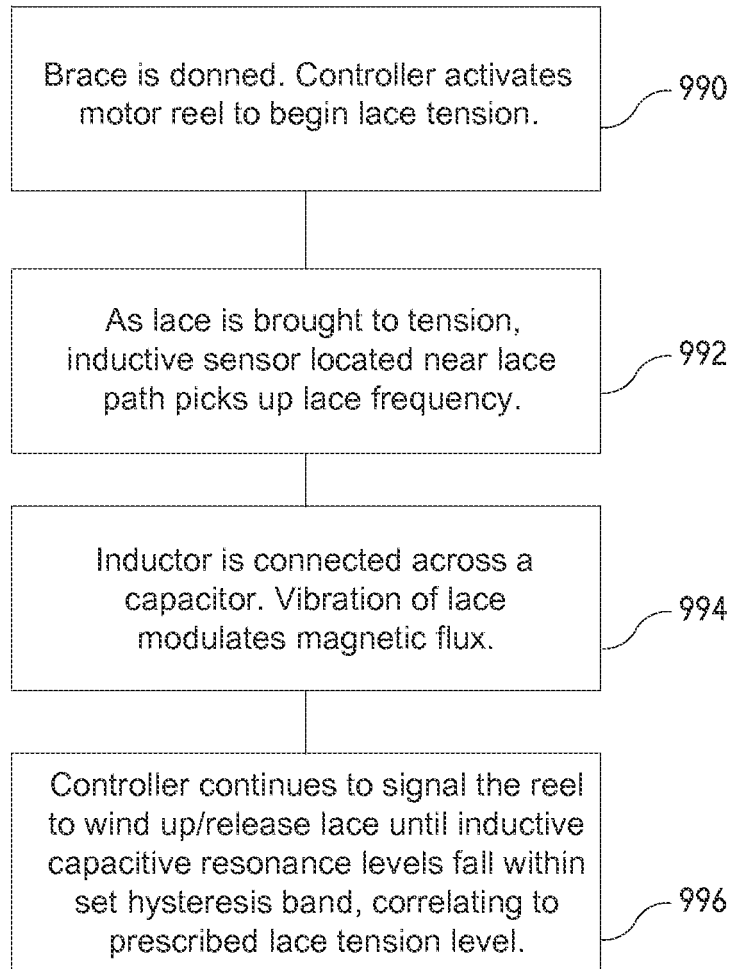 Brace is donned. Controller activates
motor reel to begin lace tension.
990
As lace is brought to tension,
inductive sensor located near lace
path picks up lace frequency.
992
Inductor is connected across a
capacitor. Vibration of lace
modulates magnetic flux.
994
Controller continues to signal the reel
to wind up/release lace until inductive
capacitive resonance levels fall within
set hysteresis band, correlating to
prescribed lace tension level.
996